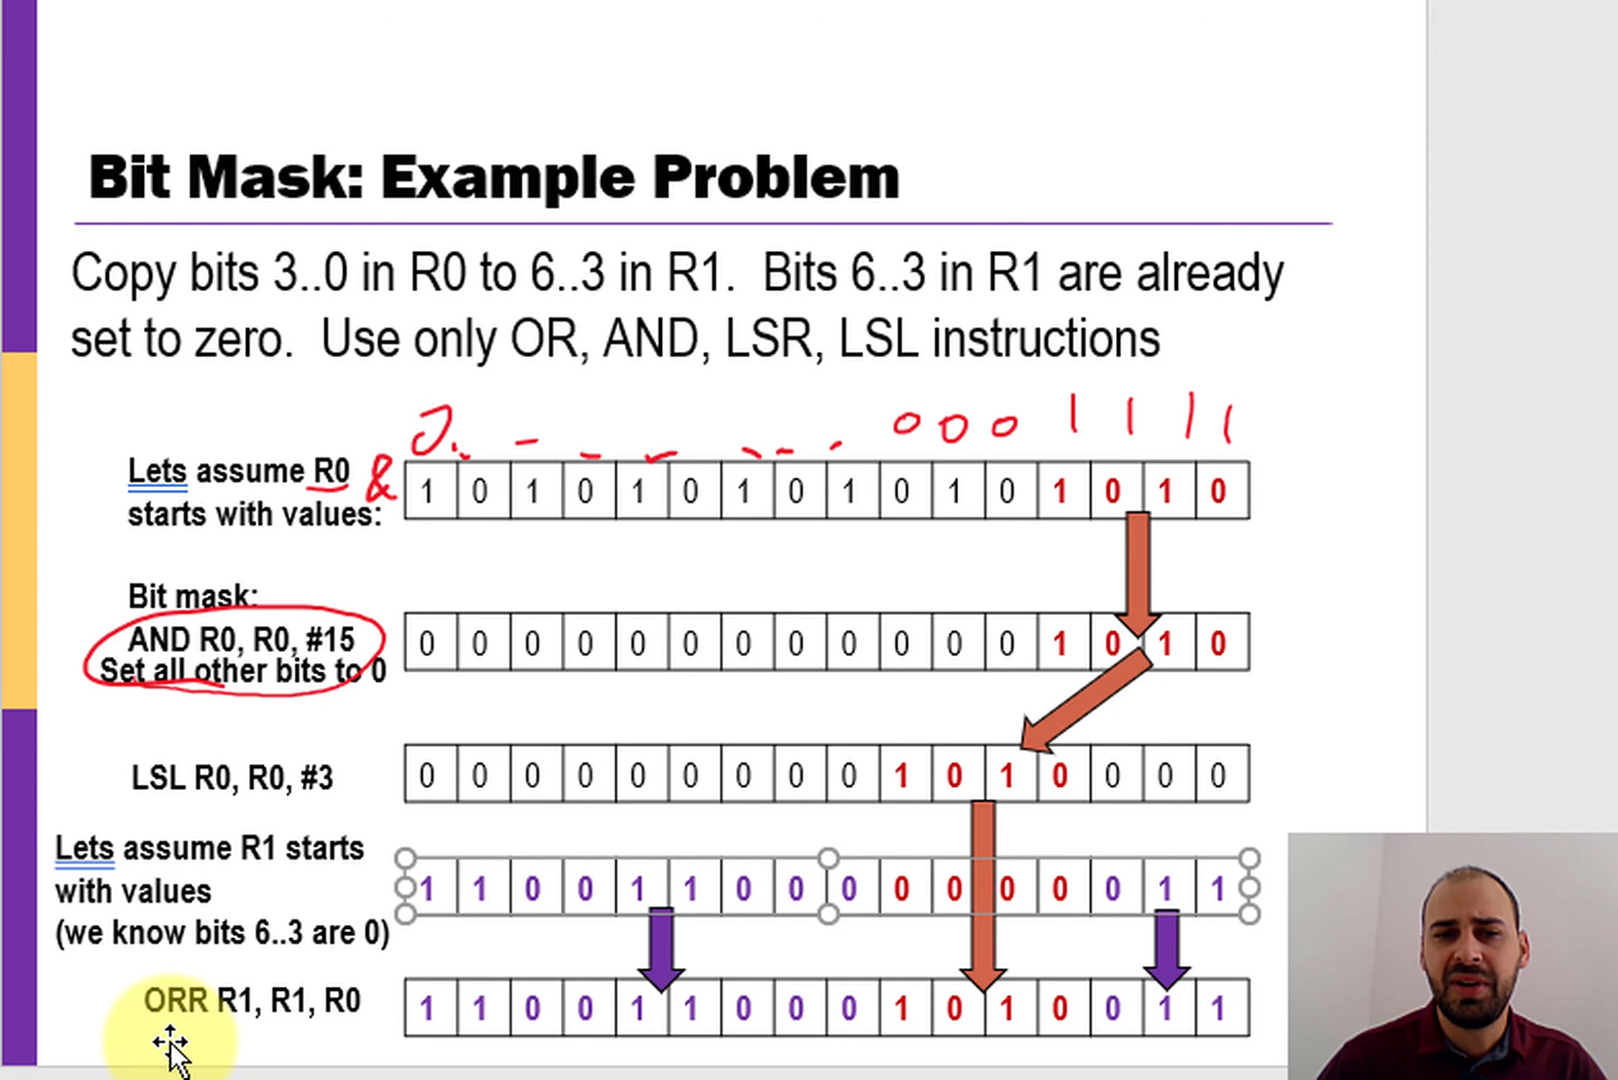 Bit Mask: Example Problem
Copy bits 3..0 in R0 to 6..3 in R1. Bits 6..3 in R1 are already
set to zero. Use only OR, AND, LSR, LSL instructions
0 0 0 0 1 1 1 1
Lets assume R0
starts with values:
& 1 0 1 0 1 0 1 0 1 0 1 0 1 0 1 0
Bit mask:
AND R0, R0, #15
Set all other bits to 0
0 0 0 0 0 0 0 0 0 0 0 0 1 0 1 0
LSL R0, R0, #3
0 0 0 0 0 0 0 0 0 1 0 1 0 0 0 0
Lets assume R1 starts
with values
(we know bits 6..3 are 0)
1 1 0 0 1 1 0 0 0 0 0 0 0 0 1 1
ORR R1, R1, R0
1 1 0 0 1 1 0 0 0 1 0 1 0 0 1 1